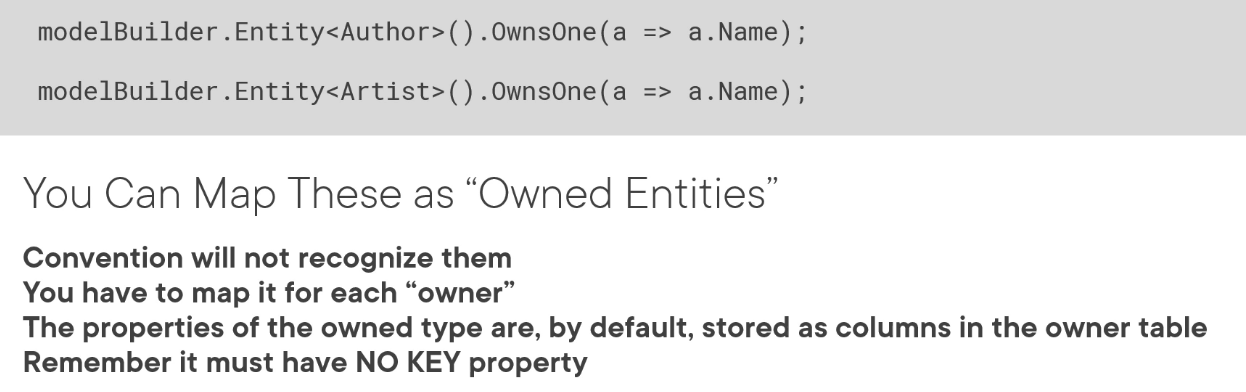 modelBuilder.Entity<Author>().OwnsOne(a => a.Name);
modelBuilder.Entity<Artist>().OwnsOne(a => a.Name);
You Can Map These as “Owned Entities”
Convention will not recognize them
You have to map it for each “owner”
The properties of the owned type are, by default, stored as columns in the owner table
Remember it must have NO KEY property